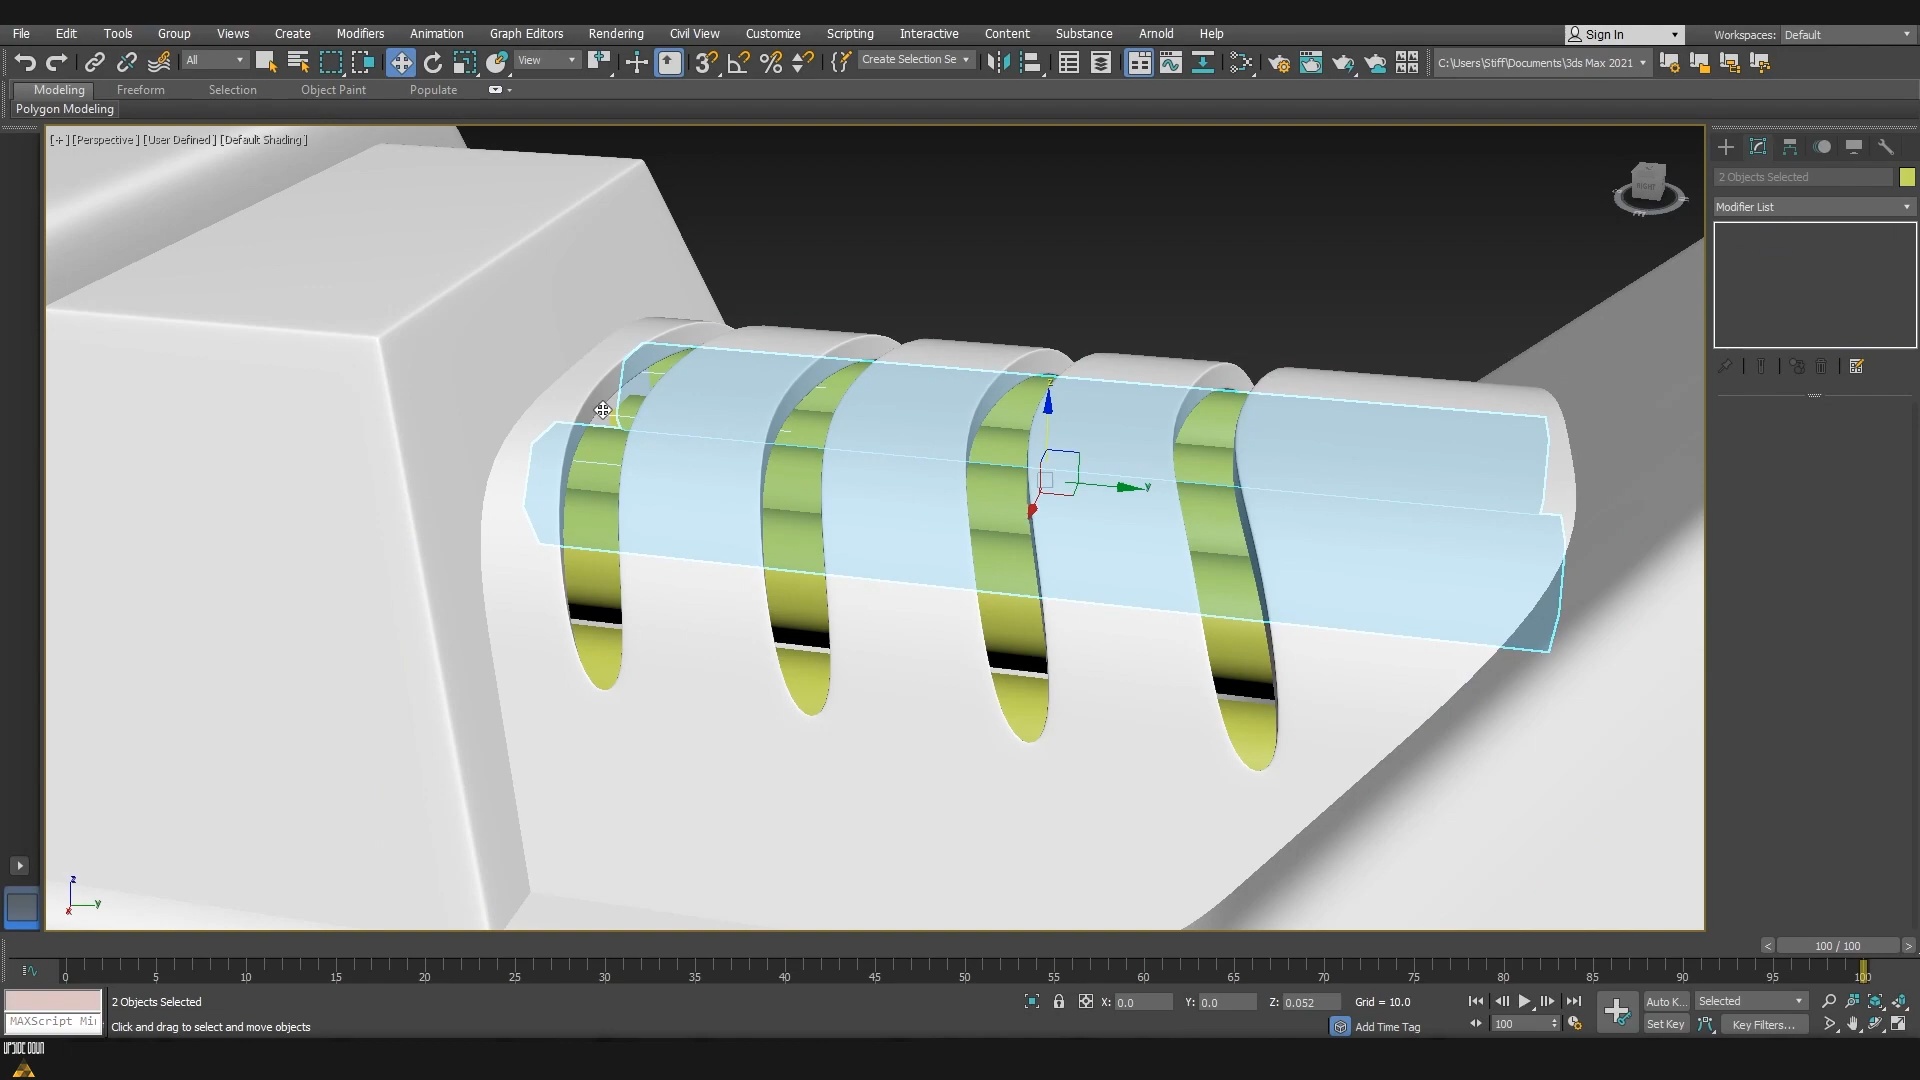 File Edit Tools Group Views Create Modifiers Animation Graph Editors Rendering Civil View Customize Scripting Interactive Content Substance Arnold Help
Sign In Workspaces: Default
All View Create Selection Se C:\Users\Stiff\Documents\3ds Max 2021
Modeling Freeform Selection Object Paint Populate
Polygon Modeling
[+] [Perspective] [User Defined] [Default Shading]
RIGHT
2 Objects Selected
Modifier List
z
y
z
y
x
100 / 100
0 5 10 15 20 25 30 35 40 45 50 55 60 65 70 75 80 85 90 95 100
2 Objects Selected X: 0.0 Y: 0.0 Z: 0.052 Grid = 10.0 Auto K... Selected
MAXScript Mi Click and drag to select and move objects Add Time Tag 100 Set Key Key Filters...
UPSIDE DOWN